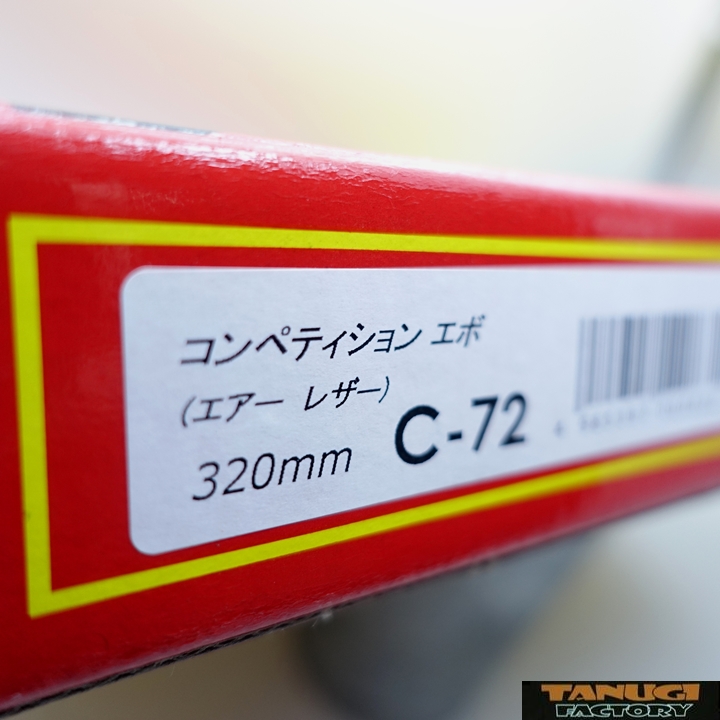 コンペティション エボ
(エアー レザー)
320mm
C-72
TANUGI
FACTORY